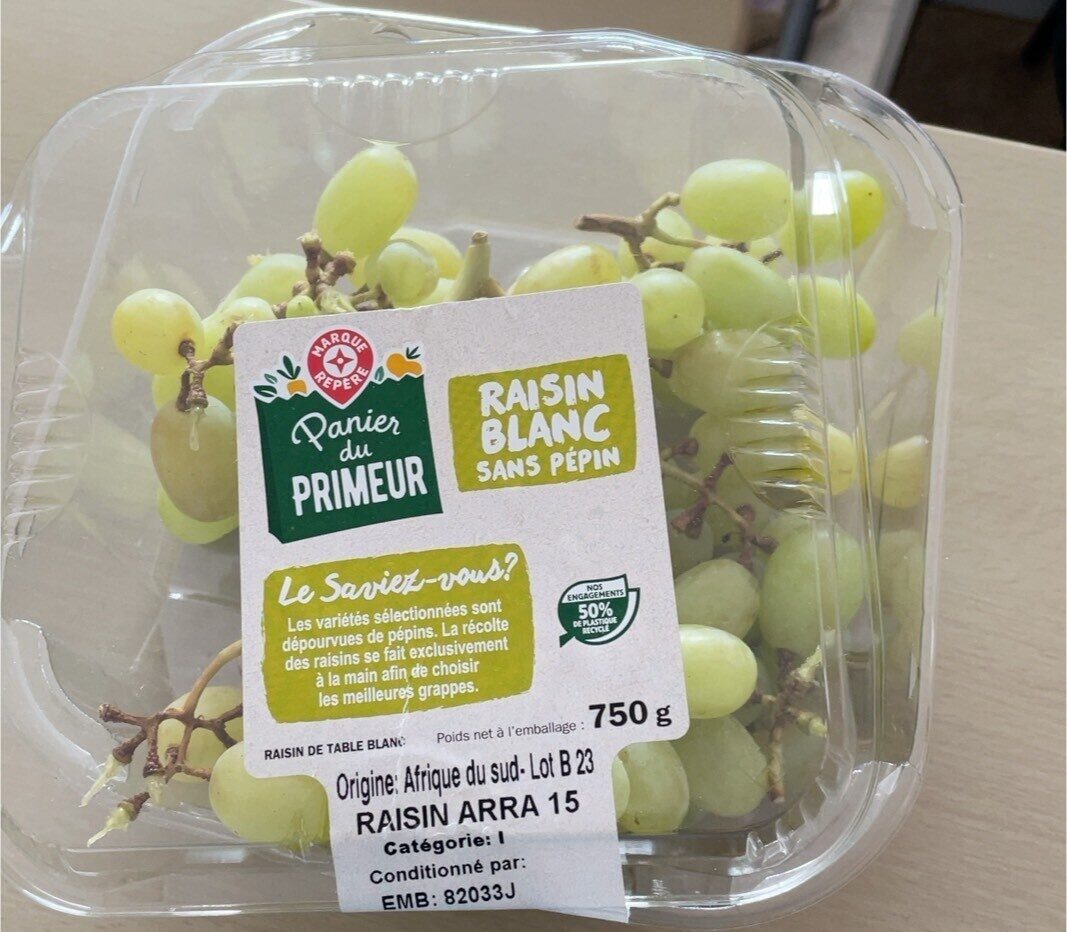 MARQUE
REPÈRE
Panier
du
PRIMEUR
RAISIN
BLANC
SANS PÉPIN
Le Saviez-vous?
Les variétés sélectionnées sont
dépourvues de pépins. La récolte
des raisins se fait exclusivement
à la main afin de choisir
les meilleures grappes.
NOS
ENGAGEMENTS
50%
DE PLASTIQUE
RECYCLÉ
RAISIN DE TABLE BLANC
Poids net à l'emballage : 750 g
Origine: Afrique du sud- Lot B 23
RAISIN ARRA 15
Catégorie: I
Conditionné par:
EMB: 82033J